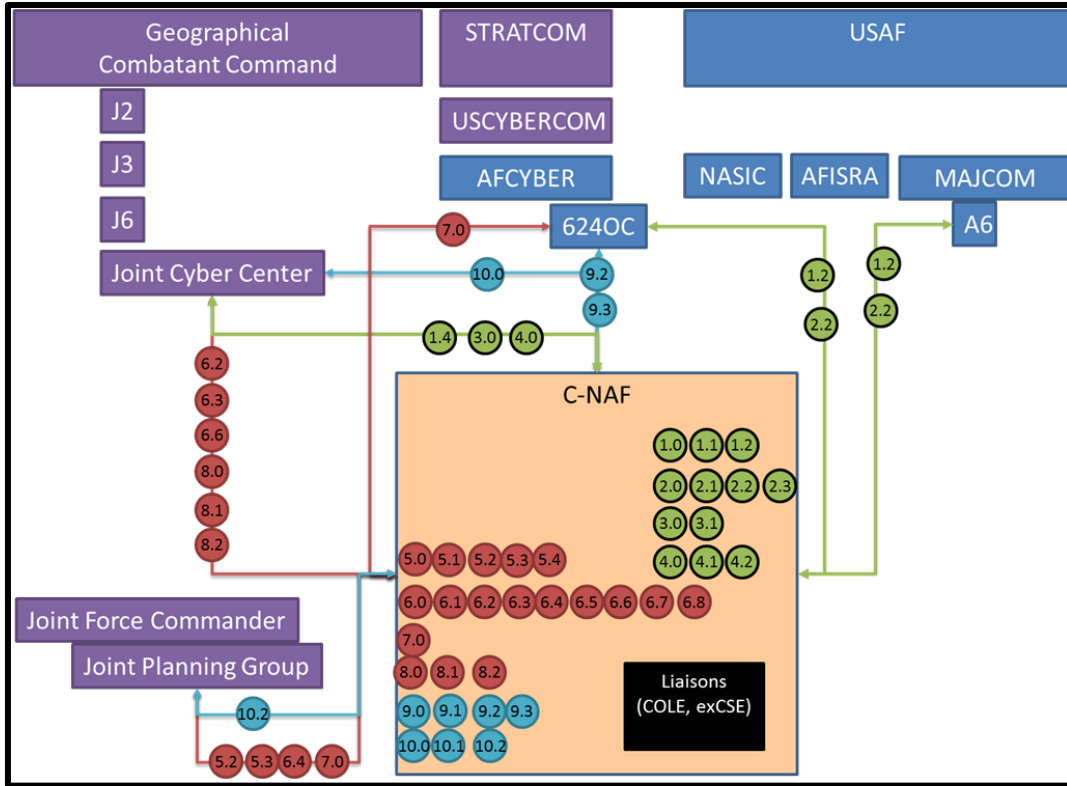 Geographical
Combatant Command
STRATCOM
USAF
J2
USCYBERCOM
J3
AFCYBER
NASIC
AFISRA
MAJCOM
J6
7.0
624OC
A6
Joint Cyber Center
10.0
9.2
1.2
1.2
9.3
2.2
2.2
1.4 3.0 4.0
6.2
6.3
6.6
8.0
8.1
8.2
C-NAF
1.0 1.1 1.2
2.0 2.1 2.2 2.3
3.0 3.1
4.0 4.1 4.2
5.0 5.1 5.2 5.3 5.4
6.0 6.1 6.2 6.3 6.4 6.5 6.6 6.7 6.8
7.0
8.0 8.1 8.2
9.0 9.1 9.2 9.3
10.0 10.1 10.2
Liaisons
(COLE, exCSE)
Joint Force Commander
Joint Planning Group
10.2
5.2 5.3 6.4 7.0